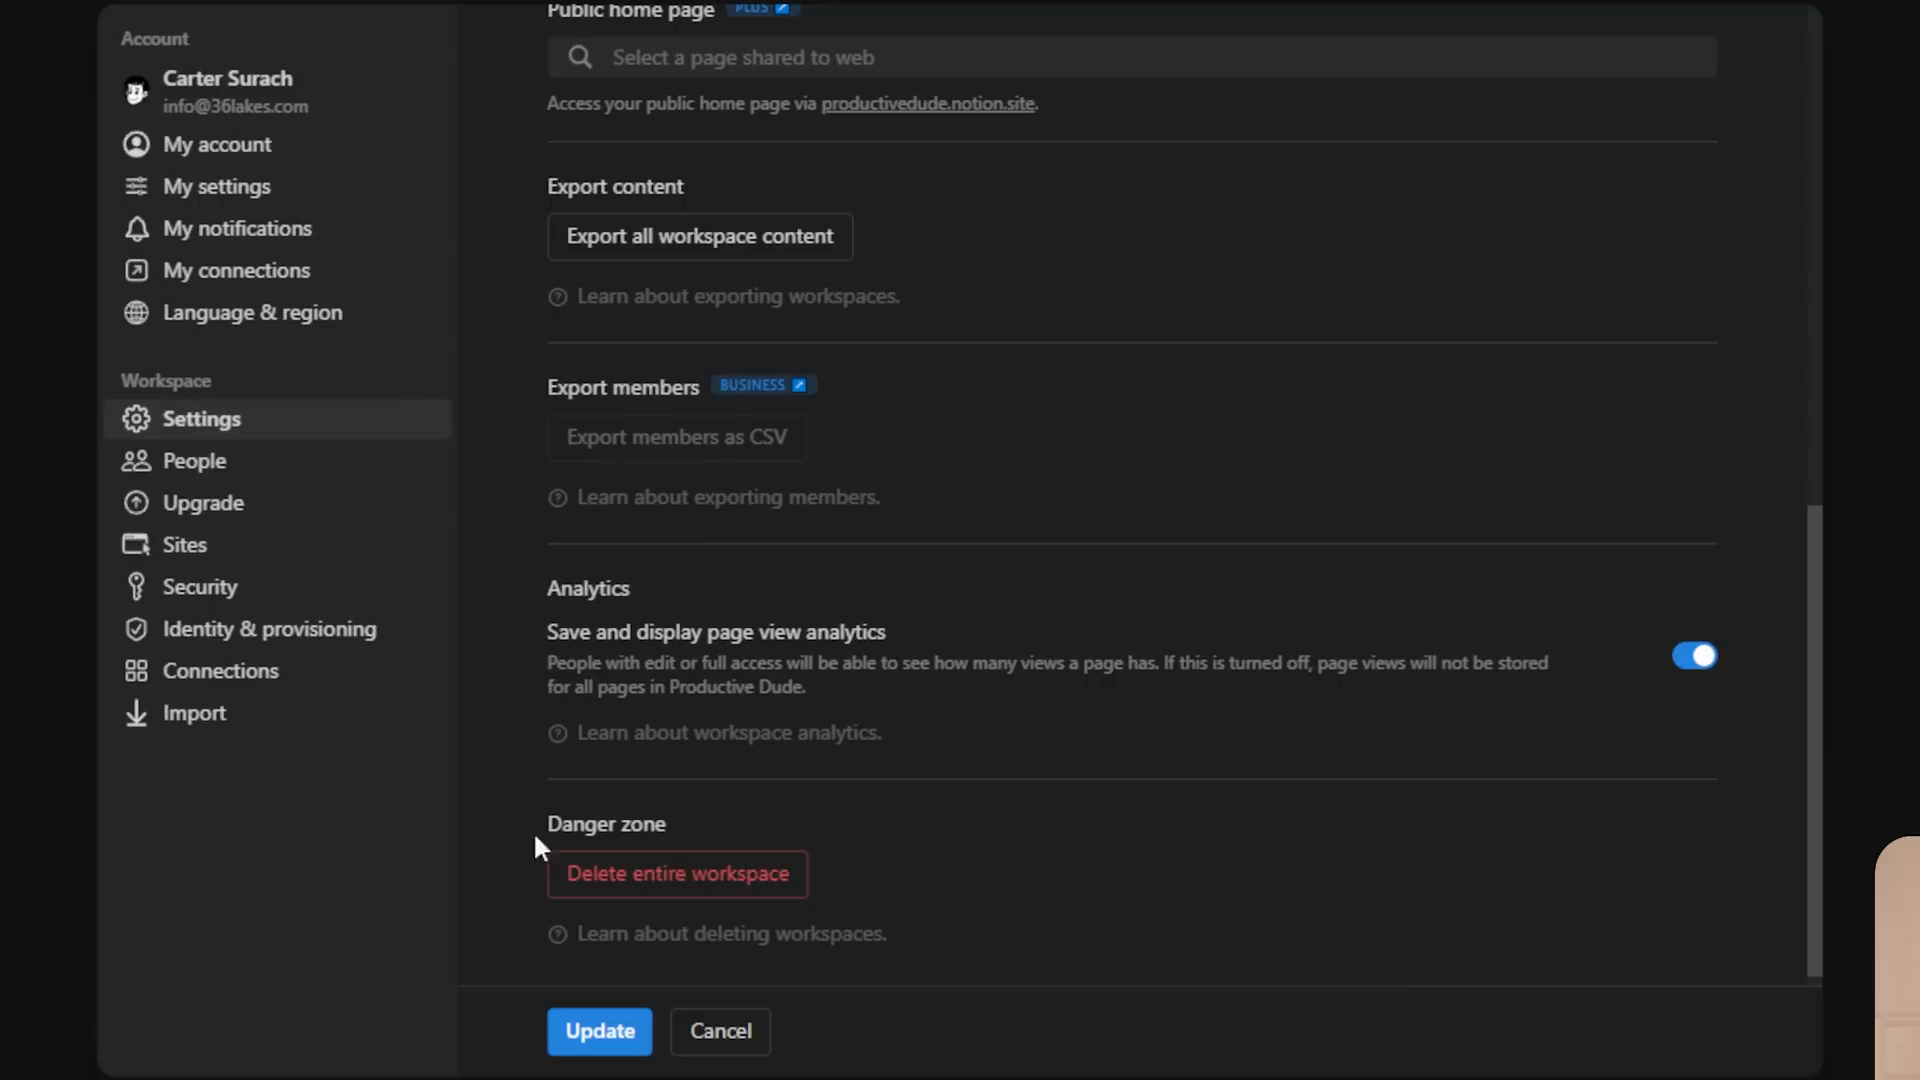 Account
Carter Surach
info@36lakes.com
My account
My settings
My notifications
My connections
Language & region
Workspace
Settings
People
Upgrade
Sites
Security
Identity & provisioning
Connections
Import
Public home page PLUS
Select a page shared to web
Access your public home page via productivedude.notion.site.
Export content
Export all workspace content
Learn about exporting workspaces.
Export members BUSINESS
Export members as CSV
Learn about exporting members.
Analytics
Save and display page view analytics
People with edit or full access will be able to see how many views a page has. If this is turned off, page views will not be stored
for all pages in Productive Dude.
Learn about workspace analytics.
Danger zone
Delete entire workspace
Learn about deleting workspaces.
Update Cancel